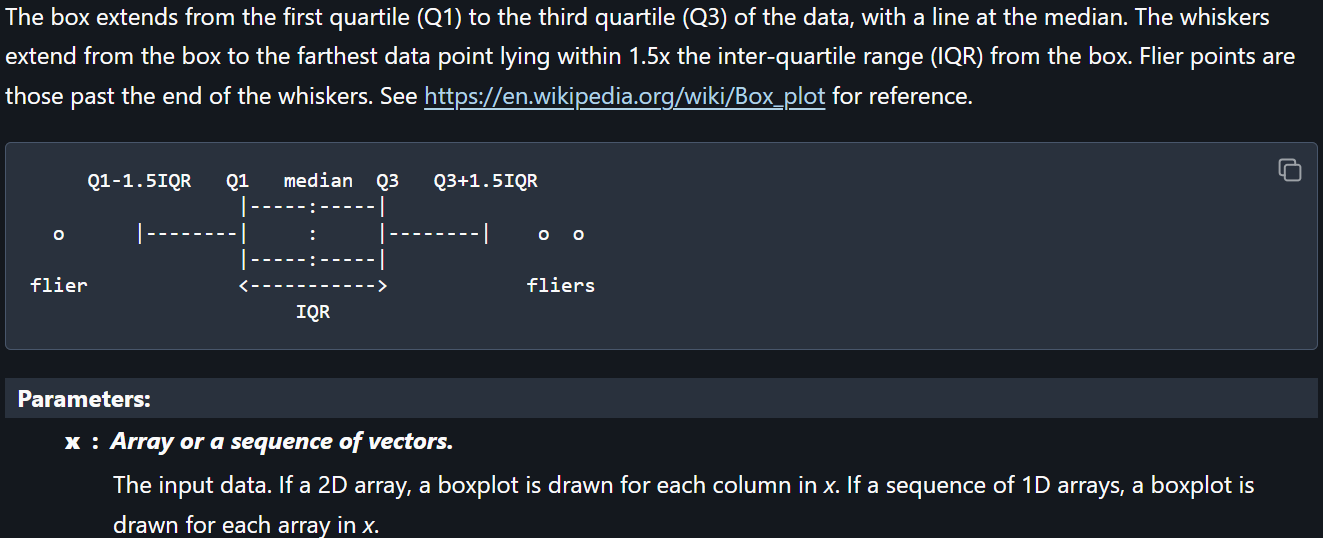 The box extends from the first quartile (Q1) to the third quartile (Q3) of the data, with a line at the median. The whiskers
extend from the box to the farthest data point lying within 1.5x the inter-quartile range (IQR) from the box. Flier points are
those past the end of the whiskers. See https://en.wikipedia.org/wiki/Box_plot for reference.
     Q1-1.5IQR   Q1   median  Q3   Q3+1.5IQR
                  |-----:-----|
  o      |--------|     :     |--------|    o  o
                  |-----:-----|
flier             <----------->            fliers
                       IQR
Parameters:
x : Array or a sequence of vectors.
The input data. If a 2D array, a boxplot is drawn for each column in x. If a sequence of 1D arrays, a boxplot is
drawn for each array in x.